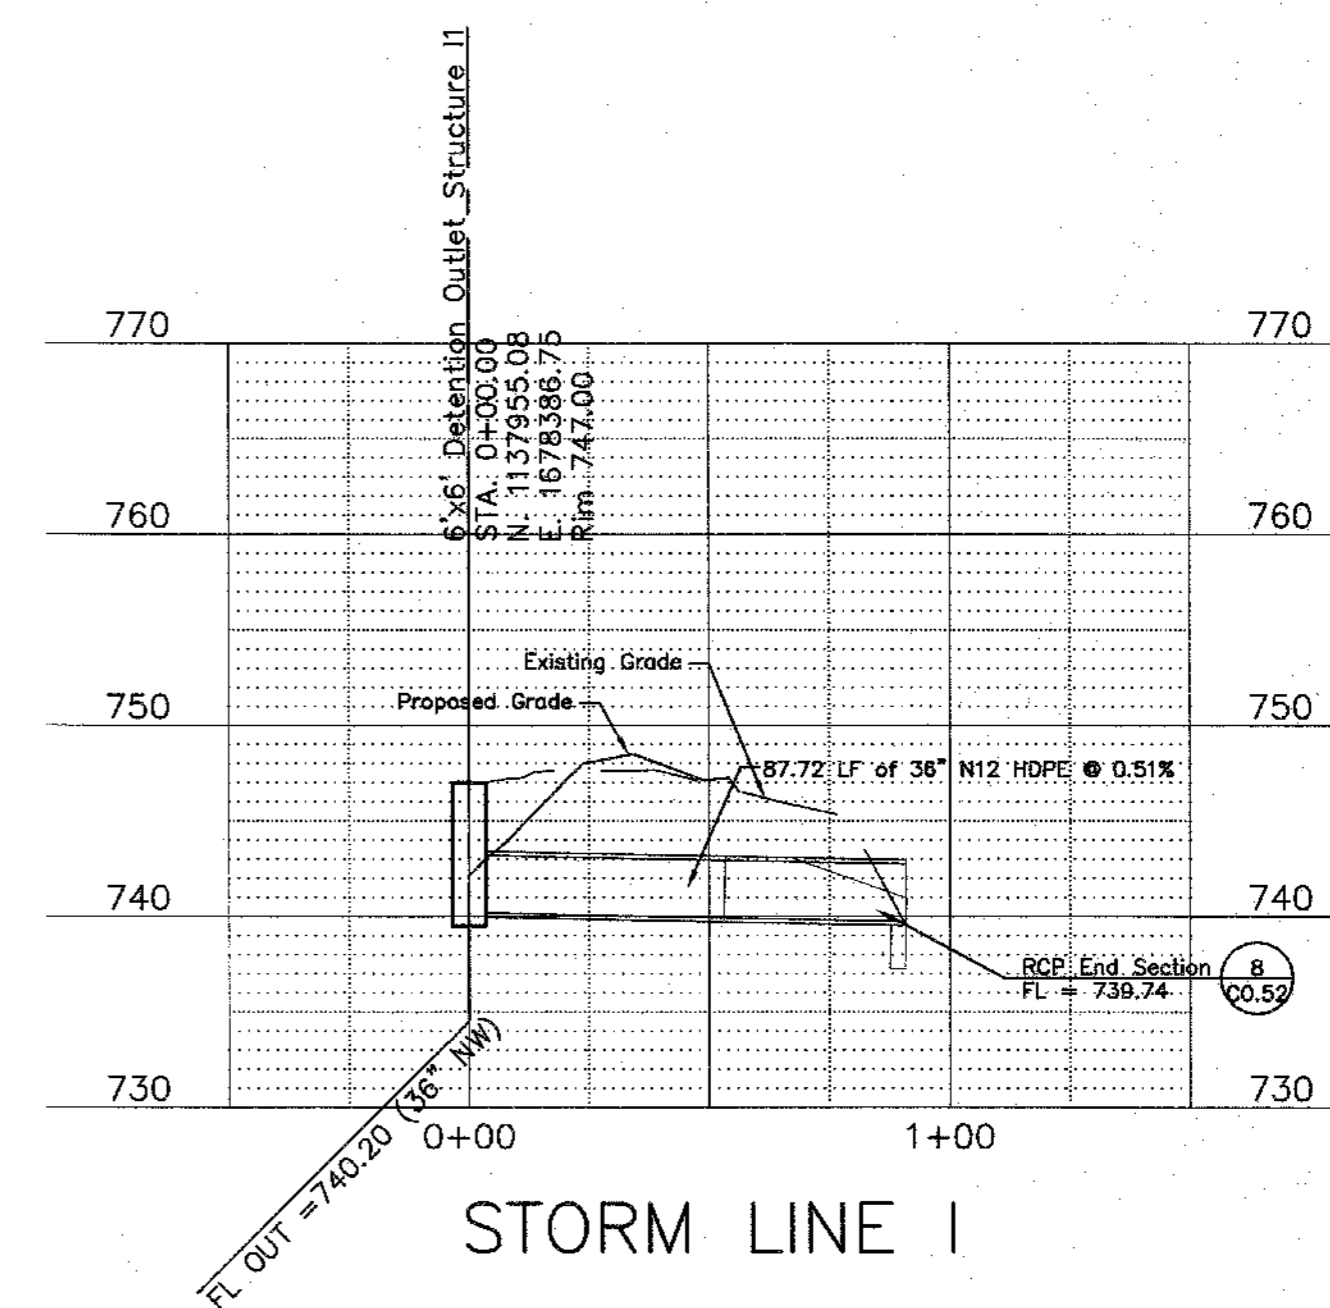 6'x6' Detention Outlet Structure I1
STA. 0+00.00
N. 1137955.08
E. 1678386.75
Rim 747.00
770 770
760 760
Existing Grade
Proposed Grade
750 750
87.72 LF of 36" N12 HDPE @ 0.51%
740 740
RCP End Section
FL = 739.74
8
C0.52
730 730
FL OUT =740.20 (36" NW)
0+00 1+00
STORM LINE I